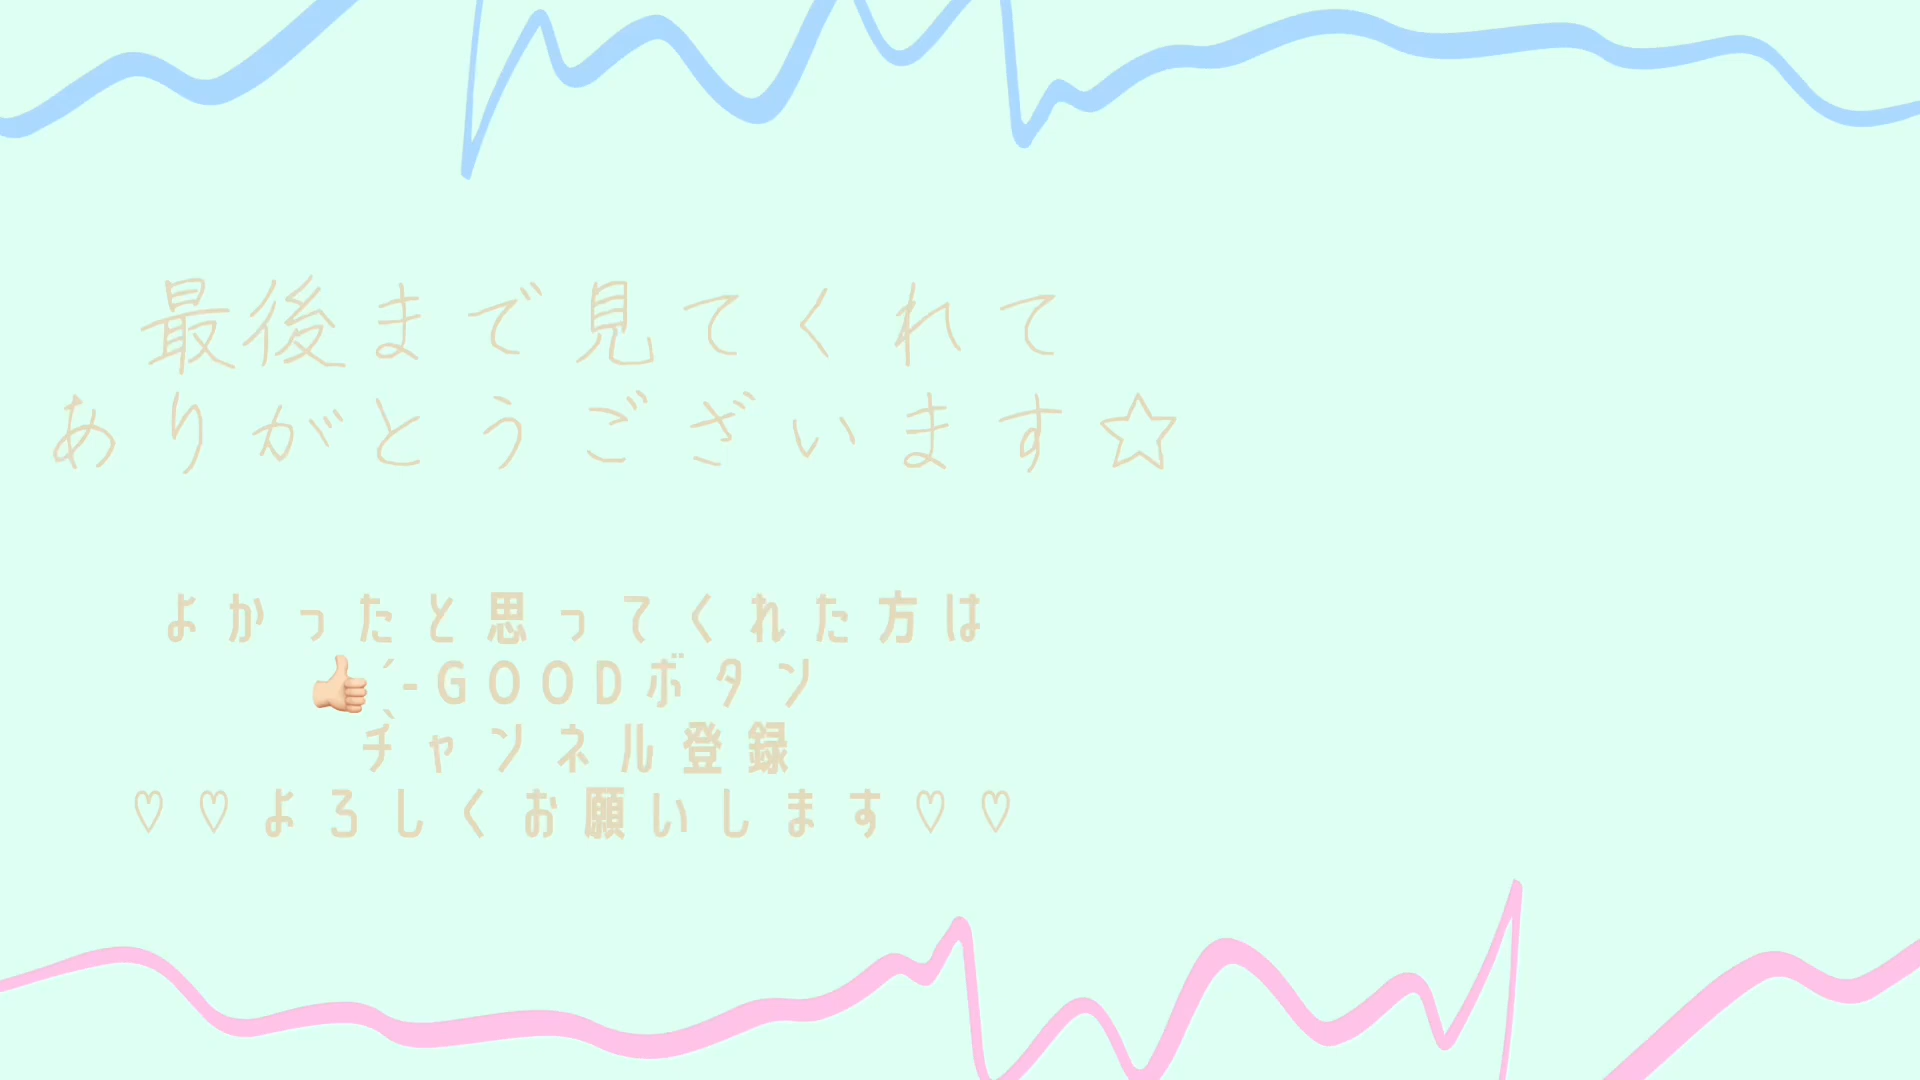 最後まで見てくれて
ありがとうございます☆
よかったと思ってくれた方は
👍🏻 ̖́-GOODボタン
チャンネル登録
♡♡よろしくお願いします♡♡